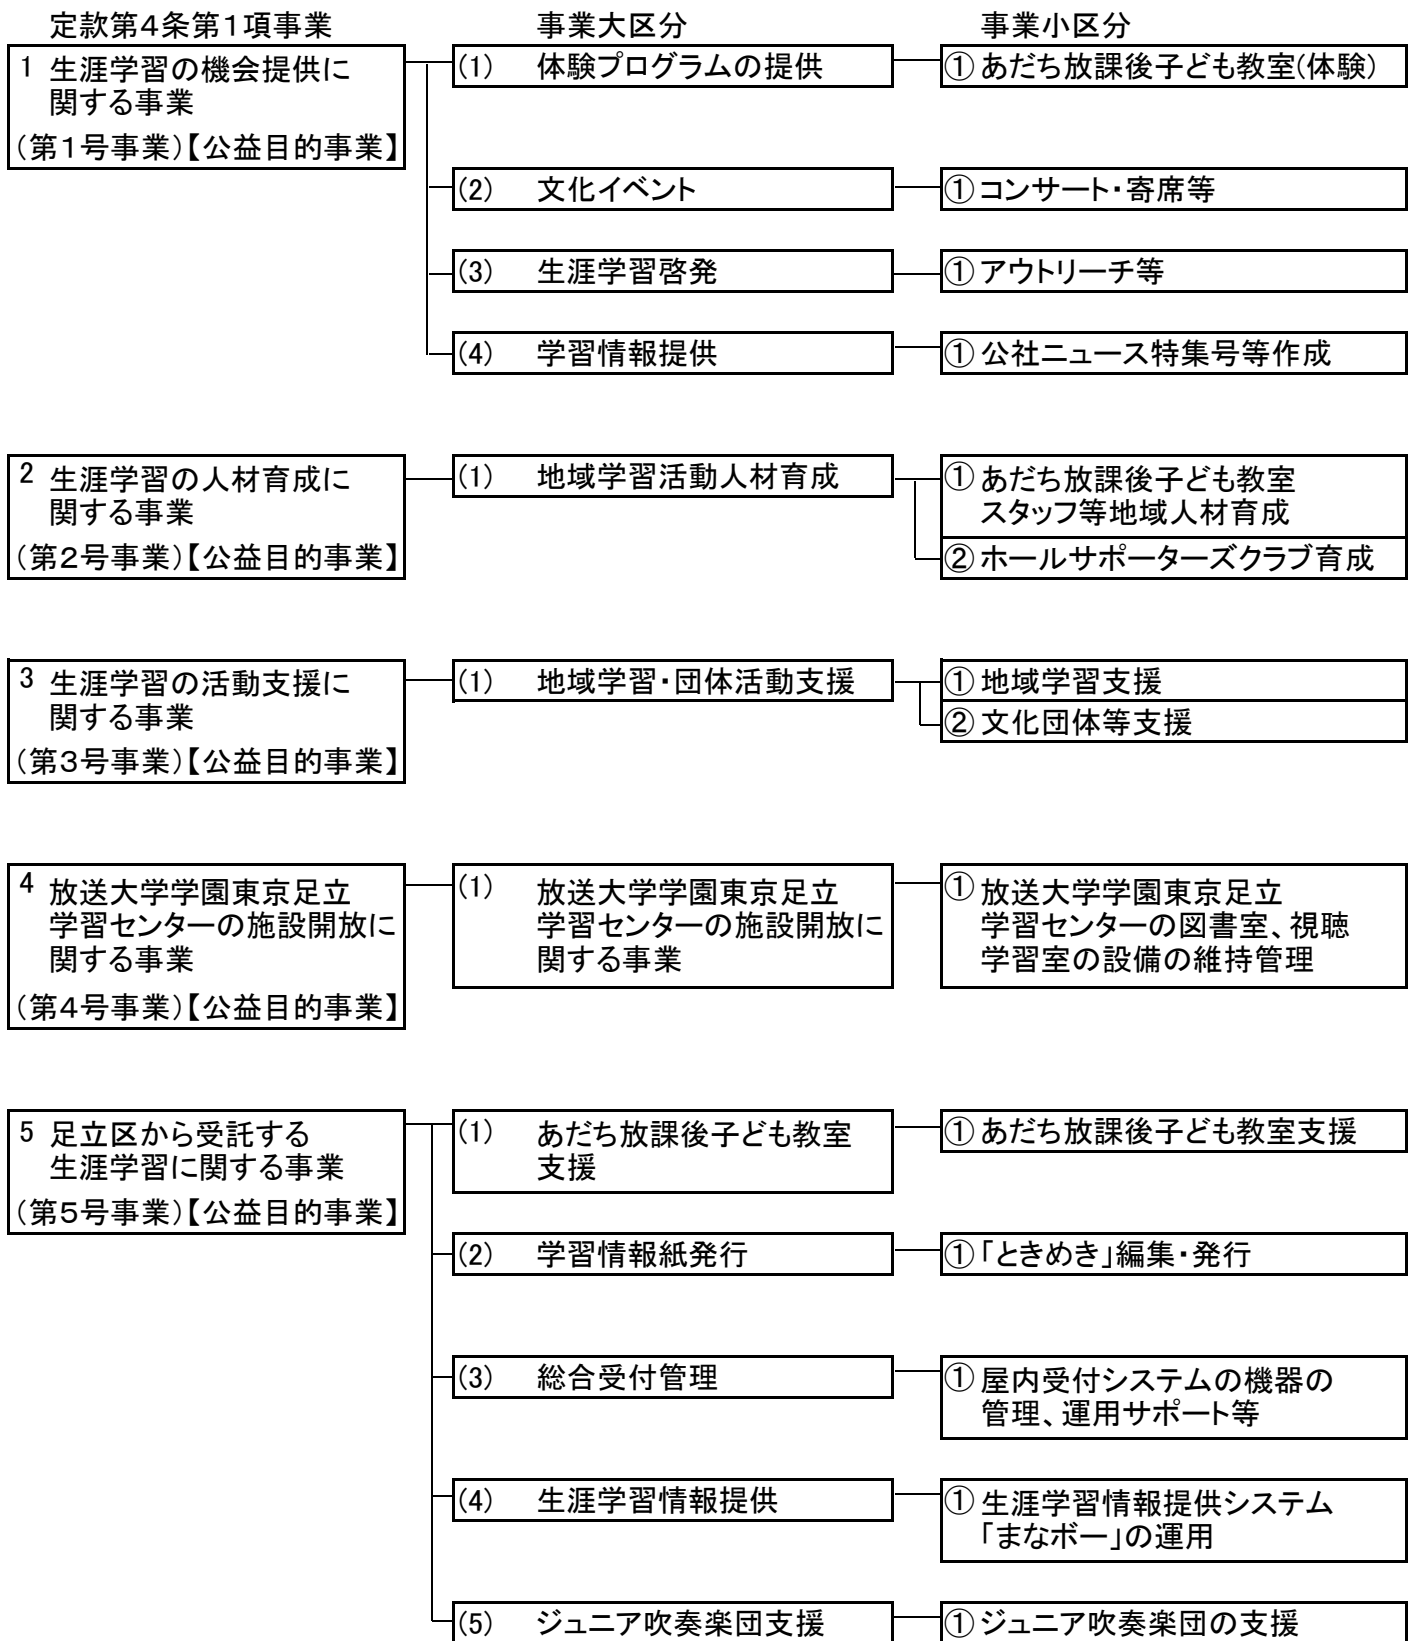 定款第4条第1項事業
事業大区分
事業小区分
1 生涯学習の機会提供に
関する事業
(第1号事業)【公益目的事業】
(1) 体験プログラムの提供
① あだち放課後子ども教室(体験)
(2) 文化イベント
① コンサート・寄席等
(3) 生涯学習啓発
① アウトリーチ等
(4) 学習情報提供
① 公社ニュース特集号等作成
2 生涯学習の人材育成に
関する事業
(第2号事業)【公益目的事業】
(1) 地域学習活動人材育成
① あだち放課後子ども教室
スタッフ等地域人材育成
② ホールサポーターズクラブ育成
3 生涯学習の活動支援に
関する事業
(第3号事業)【公益目的事業】
(1) 地域学習・団体活動支援
① 地域学習支援
② 文化団体等支援
4 放送大学学園東京足立
学習センターの施設開放に
関する事業
(第4号事業)【公益目的事業】
(1) 放送大学学園東京足立
学習センターの施設開放に
関する事業
① 放送大学学園東京足立
学習センターの図書室、視聴
学習室の設備の維持管理
5 足立区から受託する
生涯学習に関する事業
(第5号事業)【公益目的事業】
(1) あだち放課後子ども教室
支援
① あだち放課後子ども教室支援
(2) 学習情報紙発行
① 「ときめき」編集・発行
(3) 総合受付管理
① 屋内受付システムの機器の
管理、運用サポート等
(4) 生涯学習情報提供
① 生涯学習情報提供システム
「まなボー」の運用
(5) ジュニア吹奏楽団支援
① ジュニア吹奏楽団の支援